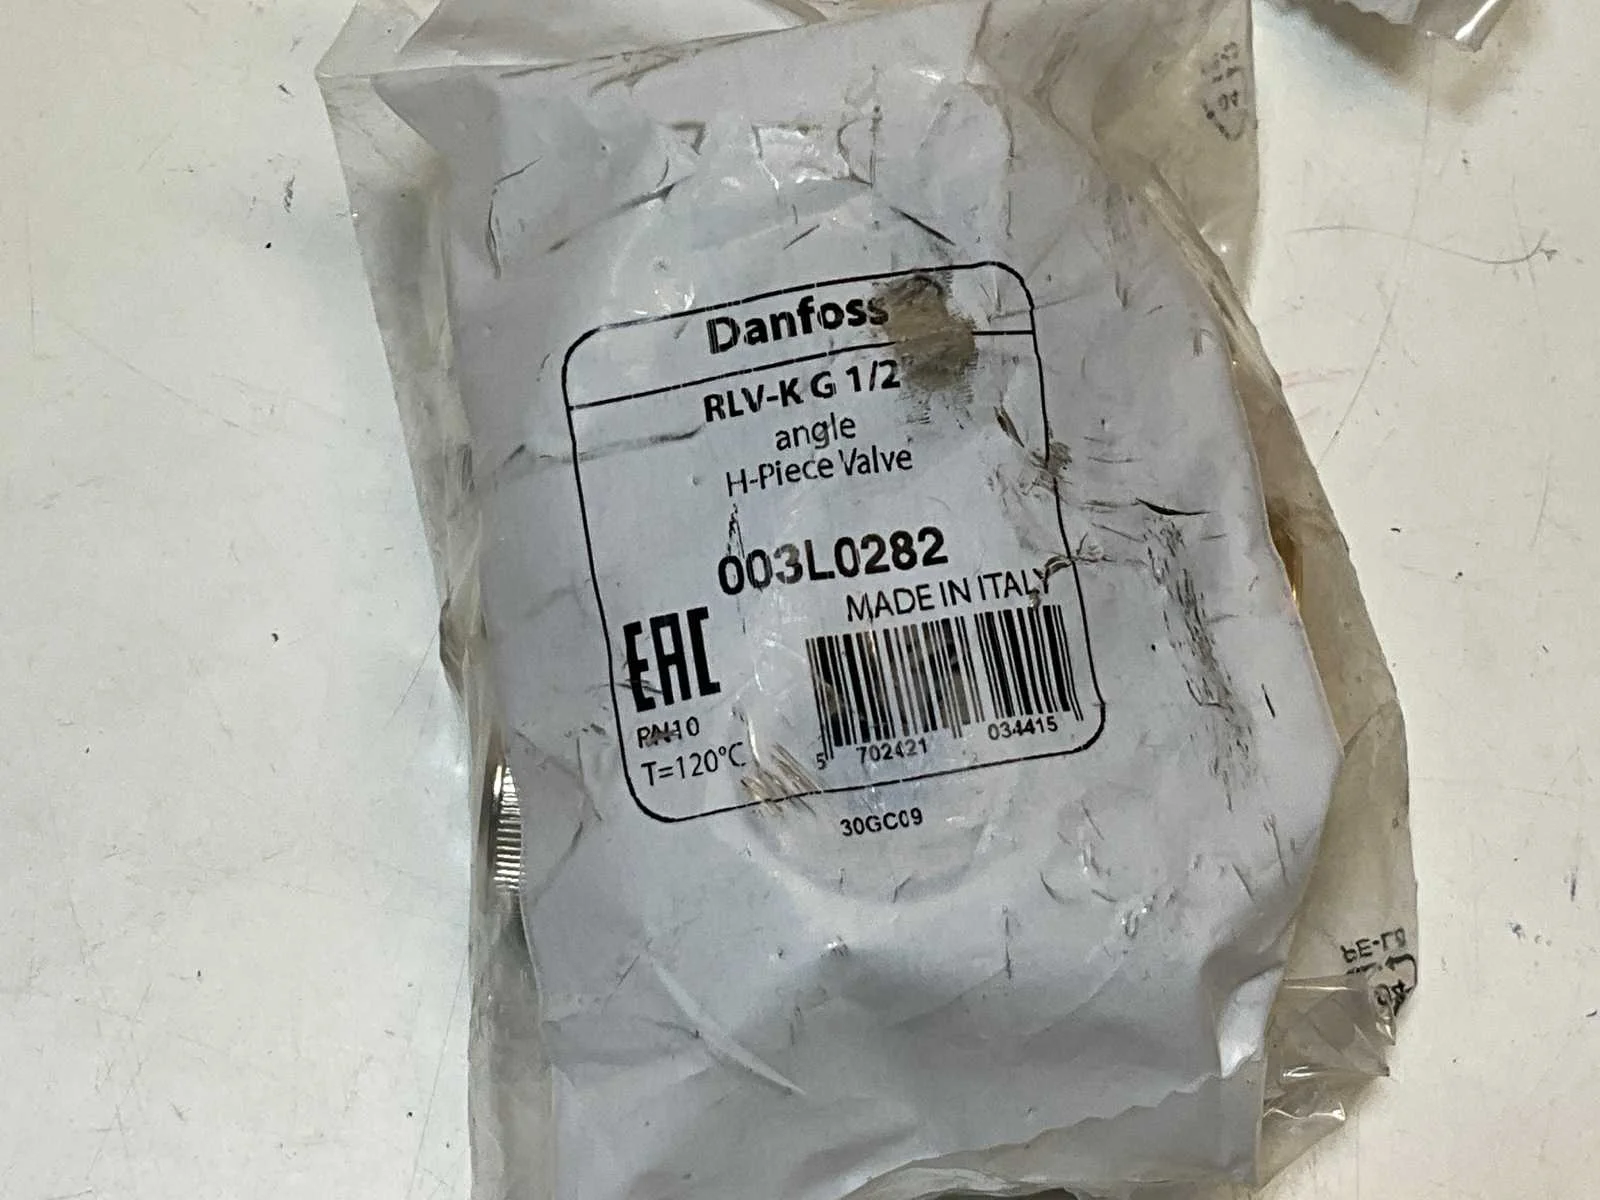 Danfoss
RLV-K G 1/2
angle
H-Piece Valve
003L0282
MADE IN ITALY
EAC
PN10
T=120°C
5 702421 034415
30GC09